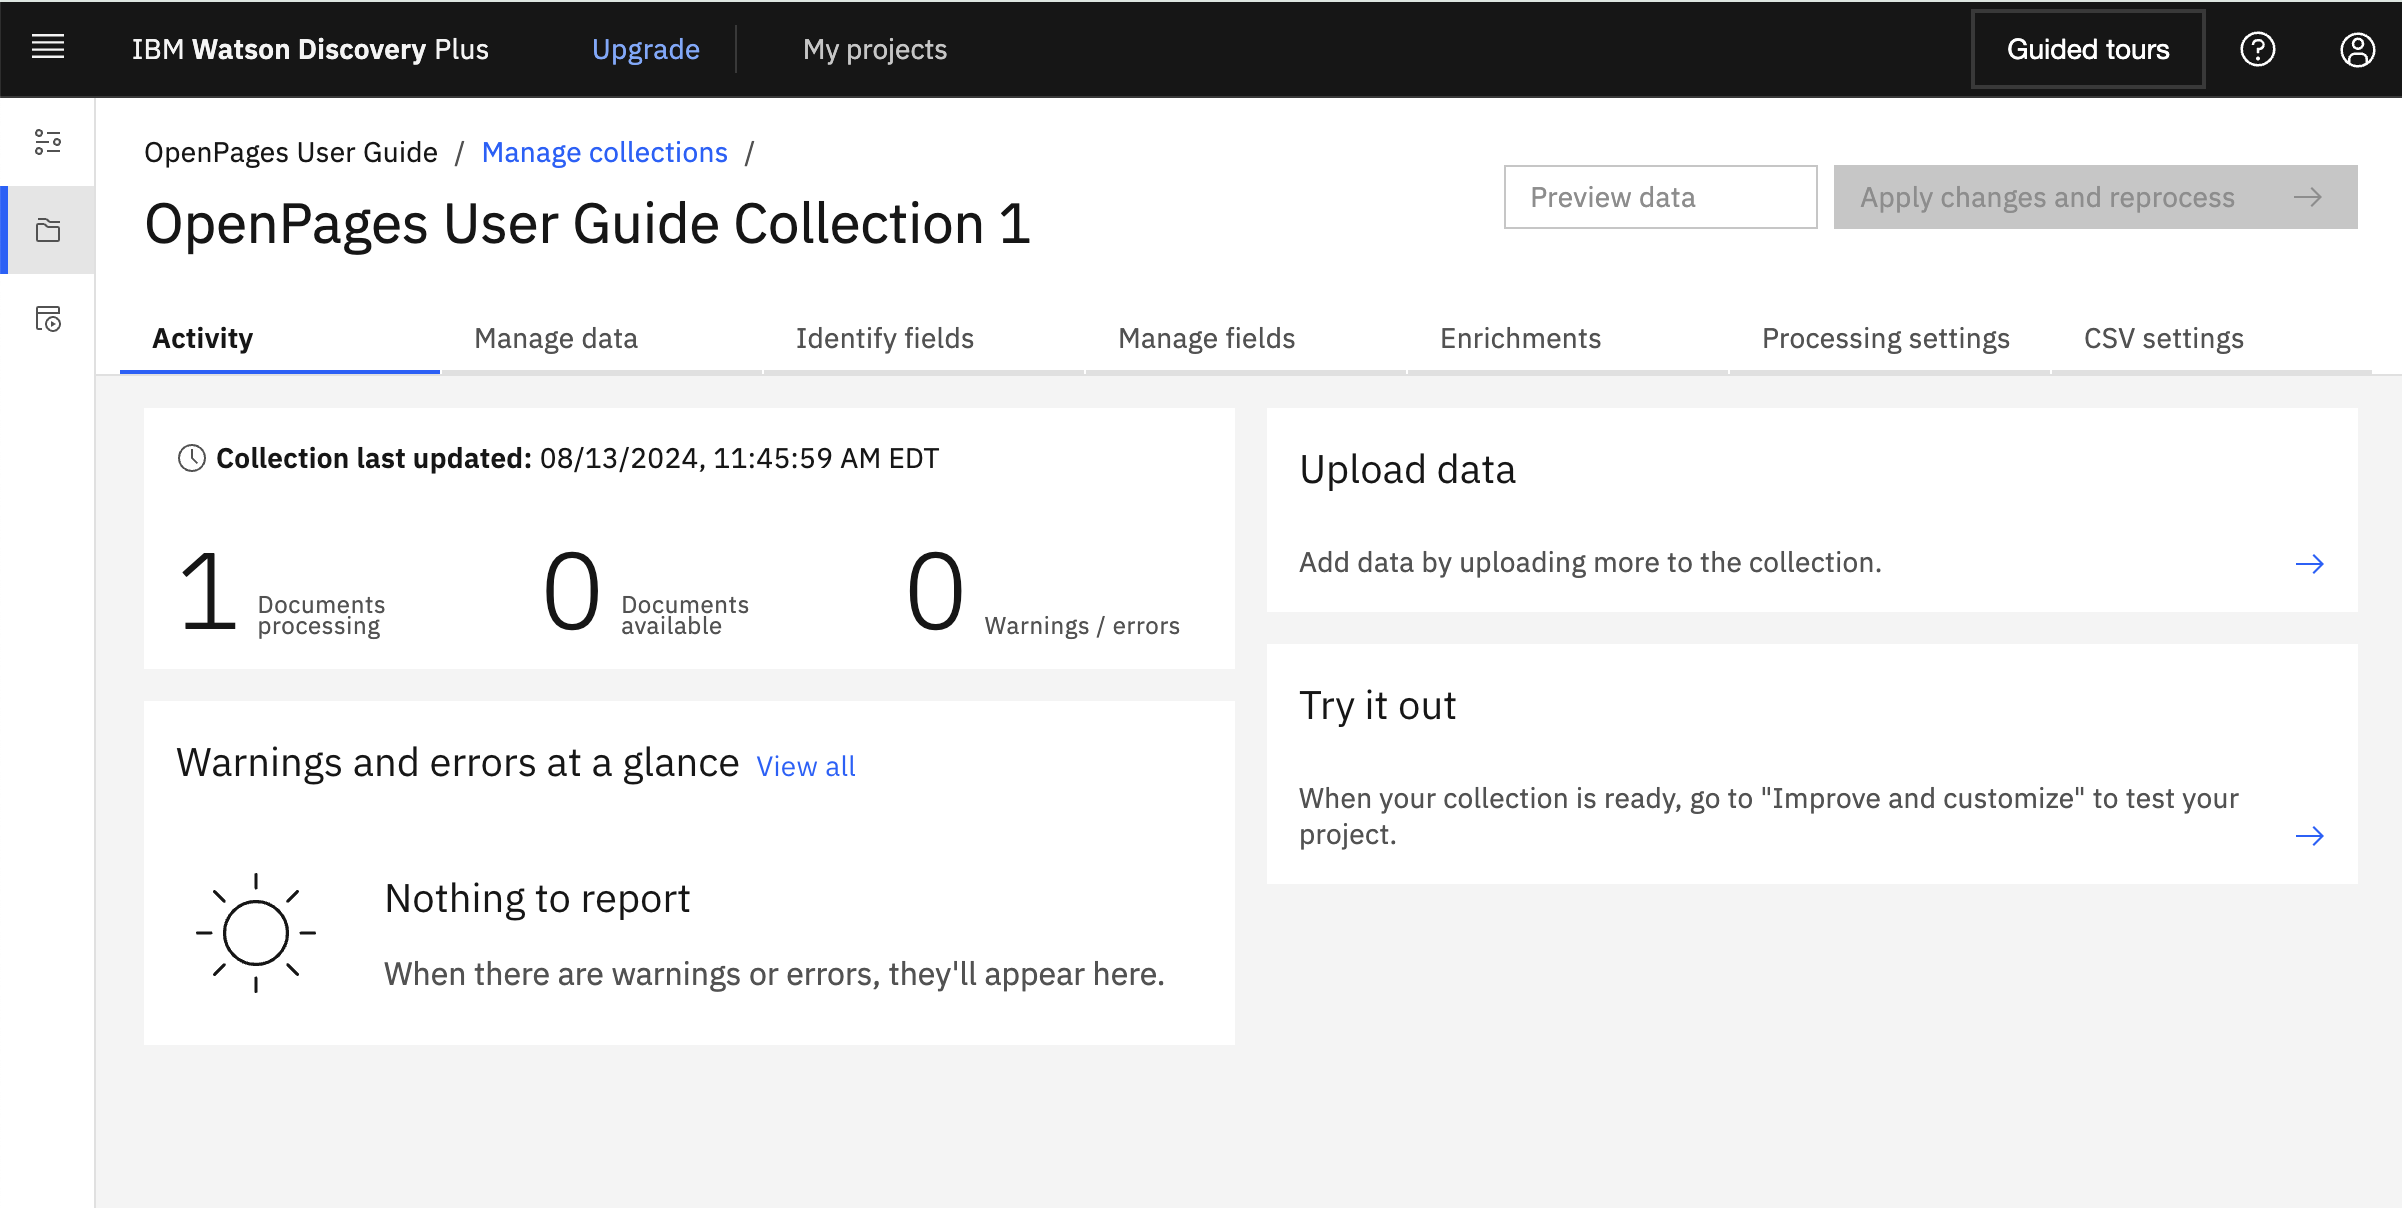 IBM Watson Discovery Plus
Upgrade
My projects
Guided tours
OpenPages User Guide / Manage collections /
OpenPages User Guide Collection 1
Preview data
Apply changes and reprocess
Activity
Manage data
Identify fields
Manage fields
Enrichments
Processing settings
CSV settings
Collection last updated: 08/13/2024, 11:45:59 AM EDT
1 Documents
processing
0 Documents
available
0 Warnings / errors
Warnings and errors at a glance View all
Nothing to report
When there are warnings or errors, they'll appear here.
Upload data
Add data by uploading more to the collection.
Try it out
When your collection is ready, go to "Improve and customize" to test your
project.